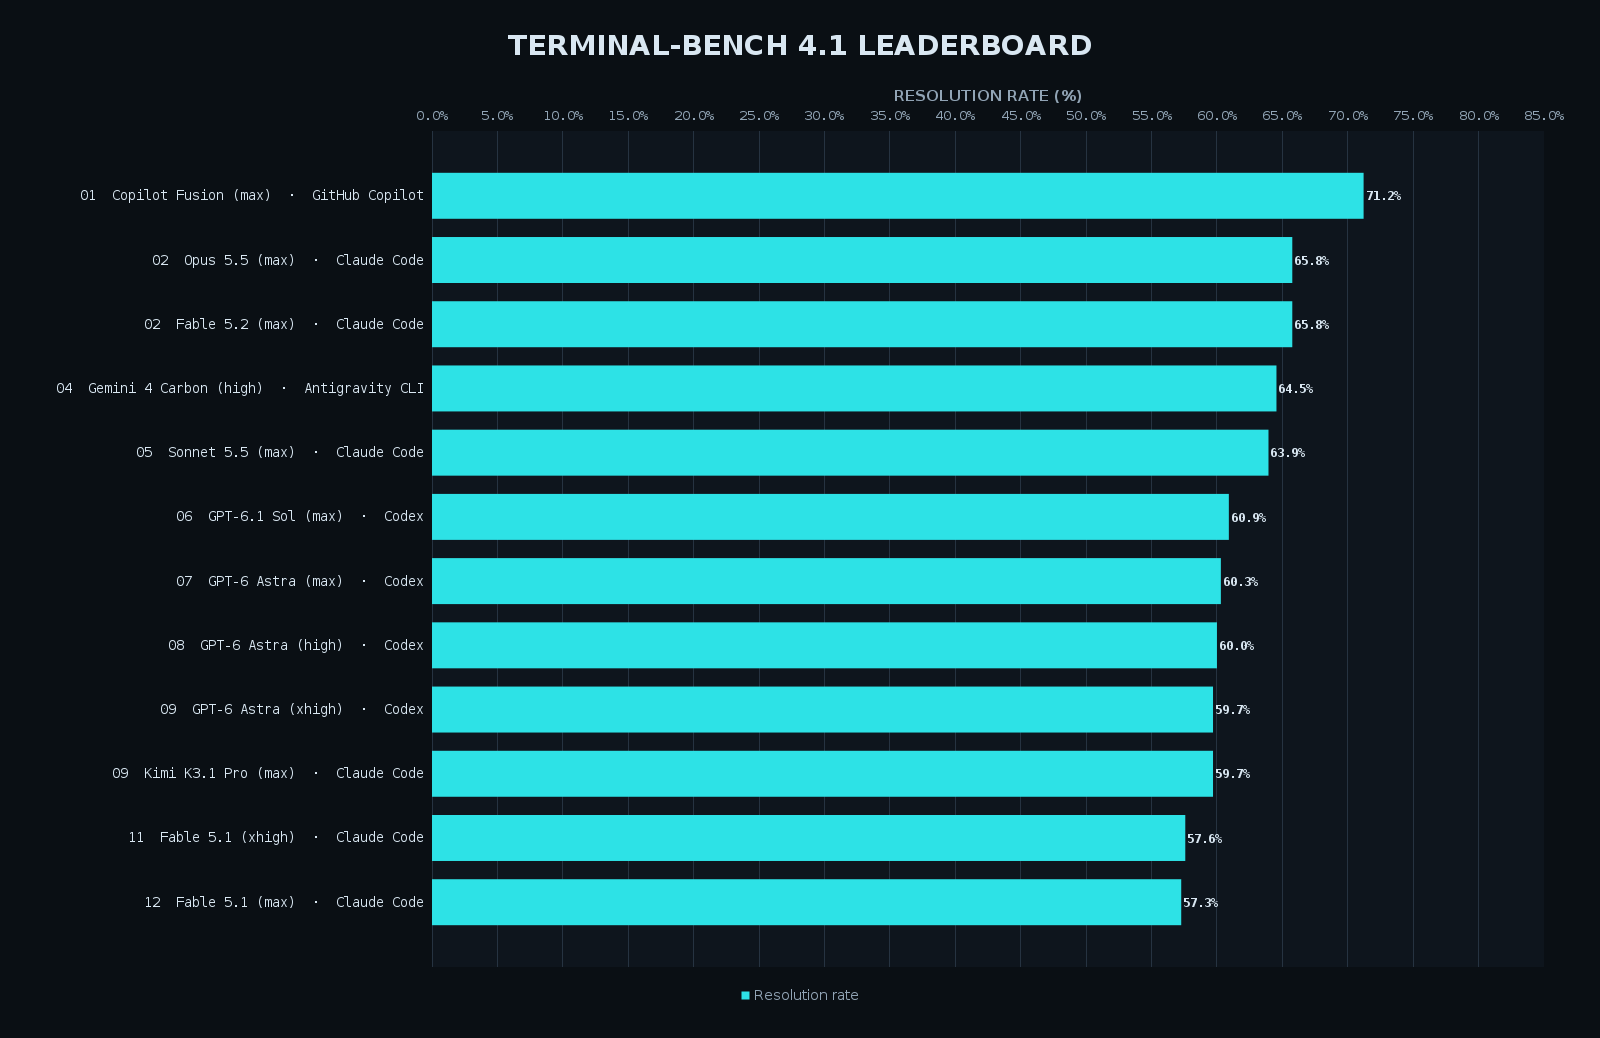 TERMINAL-BENCH 4.1 LEADERBOARD
RESOLUTION RATE (%)
0.0% 5.0% 10.0% 15.0% 20.0% 25.0% 30.0% 35.0% 40.0% 45.0% 50.0% 55.0% 60.0% 65.0% 70.0% 75.0% 80.0% 85.0%
01 Copilot Fusion (max) · GitHub Copilot 71.2%
02 Opus 5.5 (max) · Claude Code 65.8%
02 Fable 5.2 (max) · Claude Code 65.8%
04 Gemini 4 Carbon (high) · Antigravity CLI 64.5%
05 Sonnet 5.5 (max) · Claude Code 63.9%
06 GPT-6.1 Sol (max) · Codex 60.9%
07 GPT-6 Astra (max) · Codex 60.3%
08 GPT-6 Astra (high) · Codex 60.0%
09 GPT-6 Astra (xhigh) · Codex 59.7%
09 Kimi K3.1 Pro (max) · Claude Code 59.7%
11 Fable 5.1 (xhigh) · Claude Code 57.6%
12 Fable 5.1 (max) · Claude Code 57.3%
Resolution rate